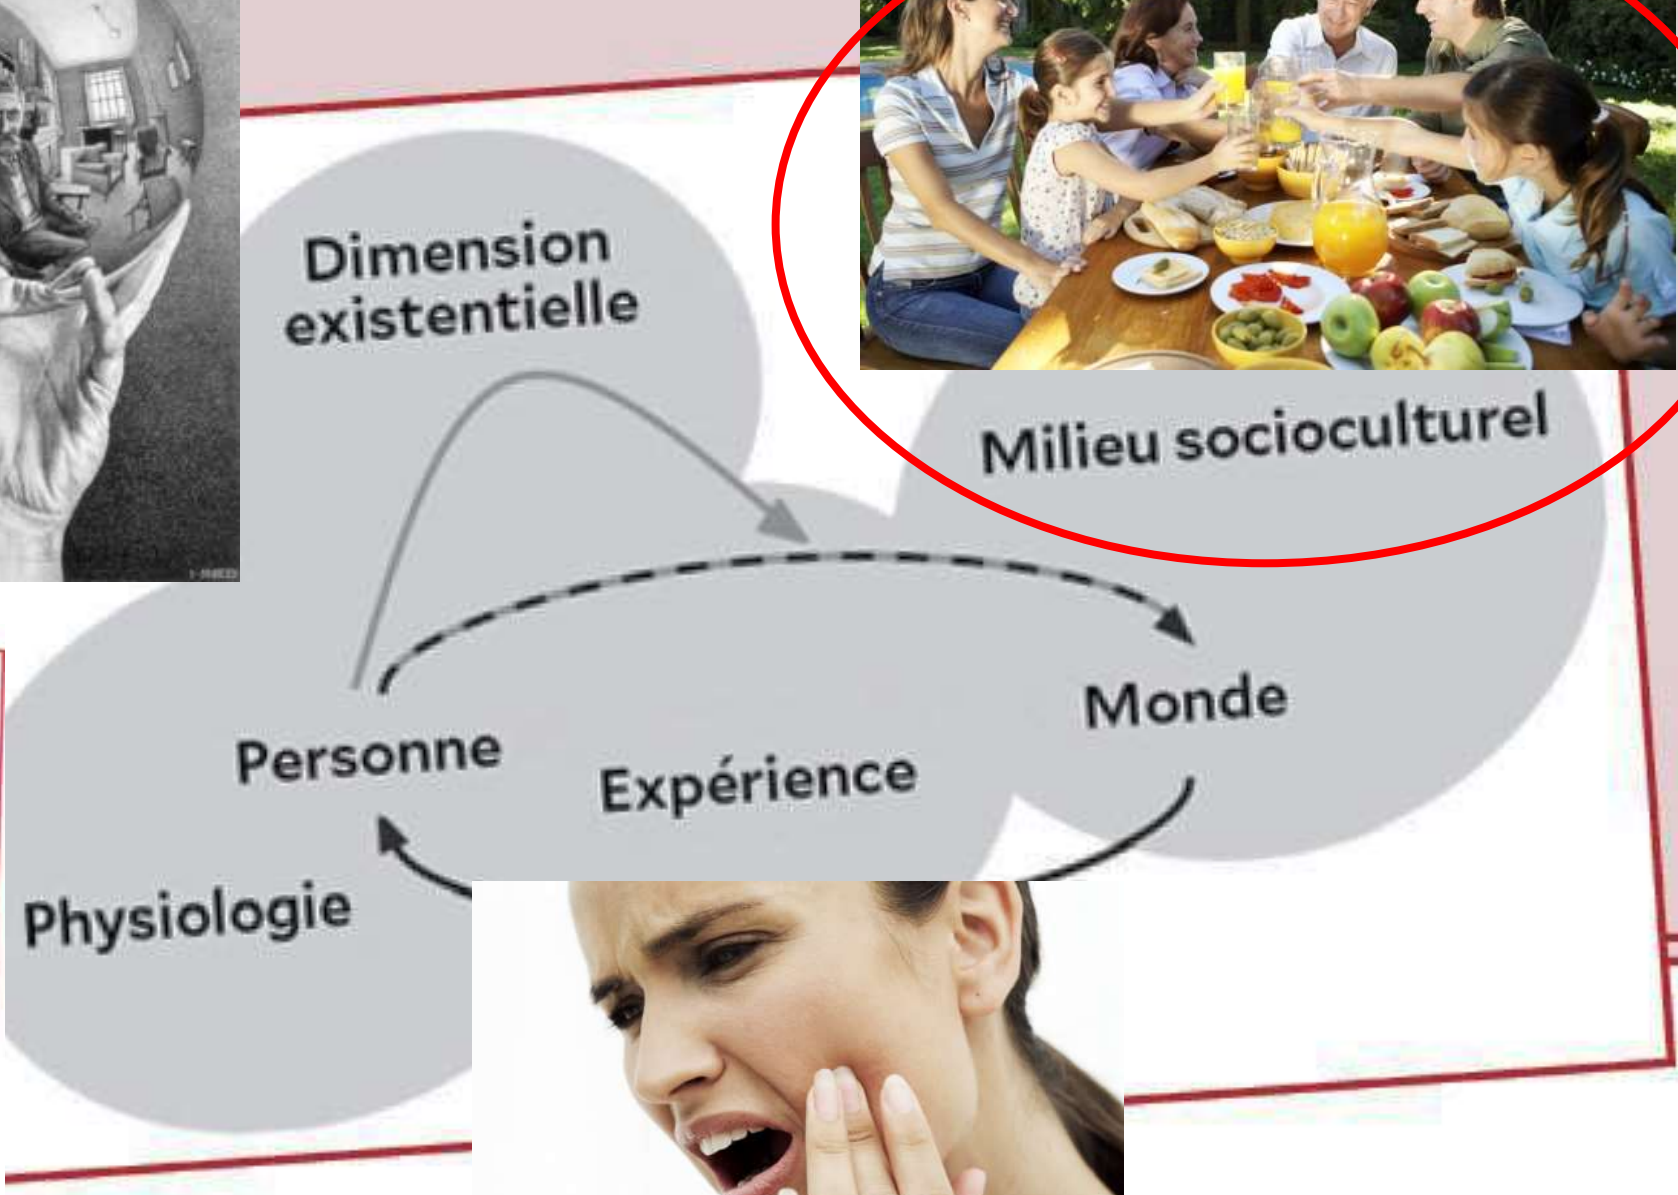 Dimension
existentielle
Milieu socioculturel
Monde
Personne
Expérience
Physiologie